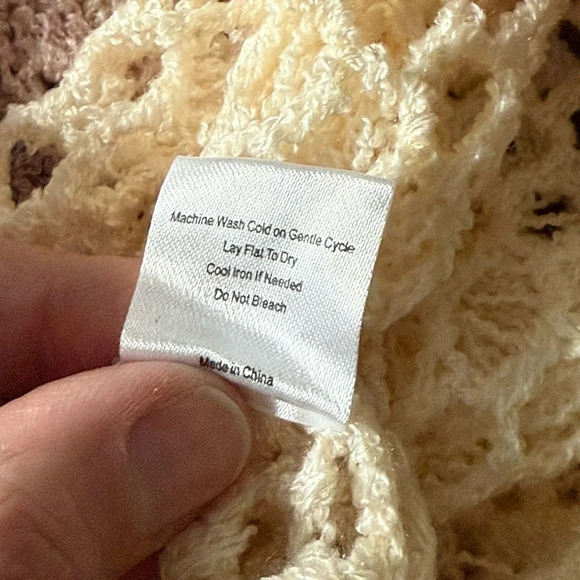 Machine Wash Cold on Gentle Cycle
Lay Flat To Dry
Cool Iron If Needed
Do Not Bleach
Made in China